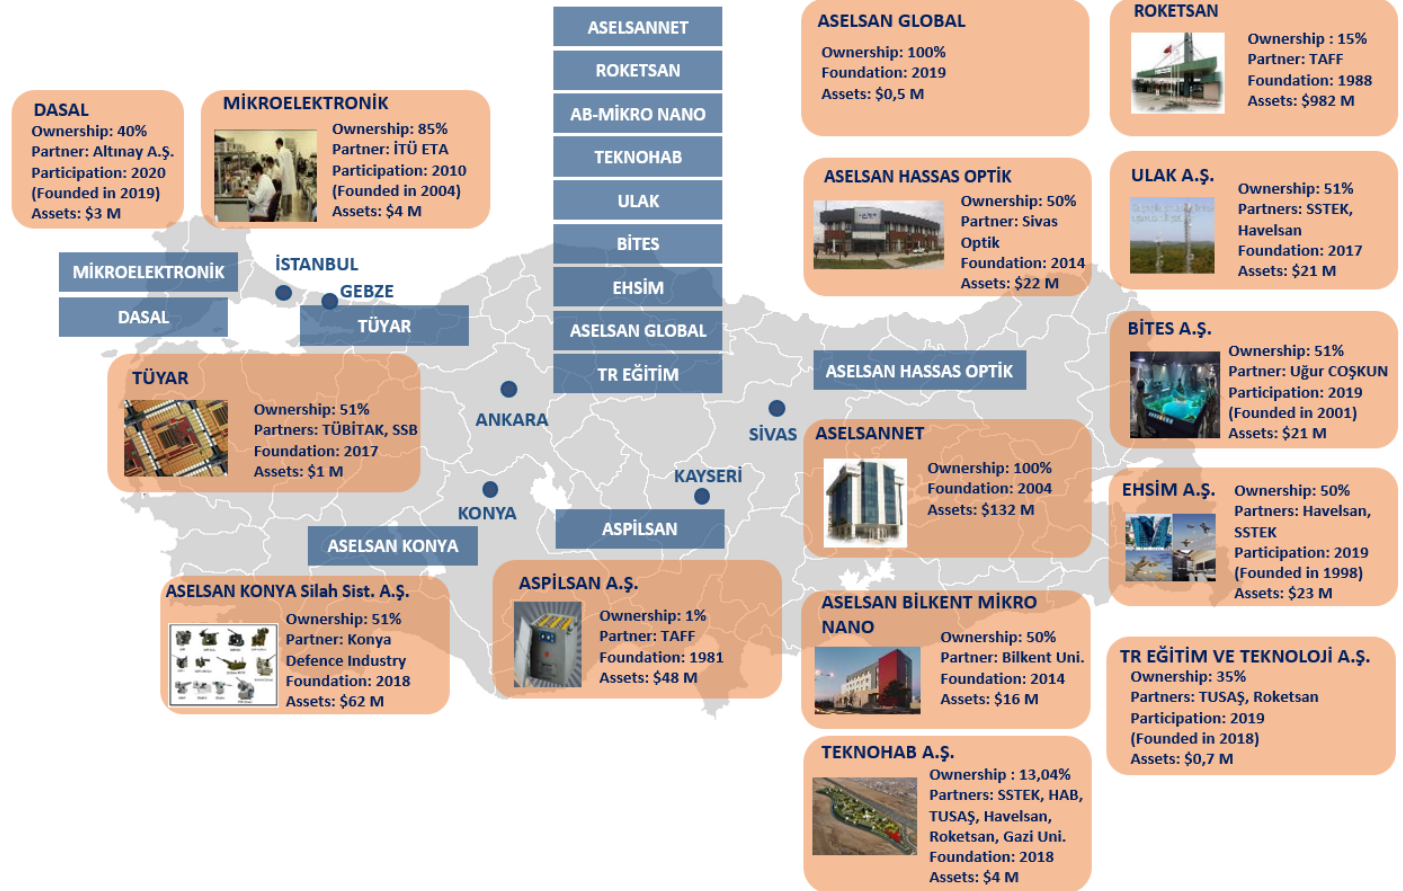 ASELSANNET
ROKETSAN
AB-MİKRO NANO
TEKNOHAB
ULAK
BİTES
EHSİM
ASELSAN GLOBAL
TR EĞİTİM
DASAL
Ownership: 40%
Partner: Altınay A.Ş.
Participation: 2020
(Founded in 2019)
Assets: $3 M
MİKROELEKTRONİK
Ownership: 85%
Partner: İTÜ ETA
Participation: 2010
(Founded in 2004)
Assets: $4 M
MİKROELEKTRONİK
DASAL
İSTANBUL
GEBZE
TÜYAR
TÜYAR
Ownership: 51%
Partners: TÜBİTAK, SSB
Foundation: 2017
Assets: $1 M
ANKARA
KONYA
ASELSAN KONYA
ASELSAN KONYA Silah Sist. A.Ş.
Ownership: 51%
Partner: Konya
Defence Industry
Foundation: 2018
Assets: $62 M
KAYSERİ
ASPİLSAN
ASPİLSAN A.Ş.
Ownership: 1%
Partner: TAFF
Foundation: 1981
Assets: $48 M
SİVAS
ASELSAN GLOBAL
Ownership: 100%
Foundation: 2019
Assets: $0,5 M
ASELSAN HASSAS OPTİK
Ownership: 50%
Partner: Sivas
Optik
Foundation: 2014
Assets: $22 M
ASELSAN HASSAS OPTİK
ASELSANNET
Ownership: 100%
Foundation: 2004
Assets: $132 M
ASELSAN BİLKENT MİKRO
NANO
Ownership: 50%
Partner: Bilkent Uni.
Foundation: 2014
Assets: $16 M
TEKNOHAB A.Ş.
Ownership : 13,04%
Partners: SSTEK, HAB,
TUSAŞ, Havelsan,
Roketsan, Gazi Uni.
Foundation: 2018
Assets: $4 M
ROKETSAN
Ownership : 15%
Partner: TAFF
Foundation: 1988
Assets: $982 M
ULAK A.Ş.
Ownership: 51%
Partners: SSTEK,
Havelsan
Foundation: 2017
Assets: $21 M
BİTES A.Ş.
Ownership: 51%
Partner: Uğur COŞKUN
Participation: 2019
(Founded in 2001)
Assets: $21 M
EHSİM A.Ş.
Ownership: 50%
Partners: Havelsan,
SSTEK
Participation: 2019
(Founded in 1998)
Assets: $23 M
TR EĞİTİM VE TEKNOLOJİ A.Ş.
Ownership: 35%
Partners: TUSAŞ, Roketsan
Participation: 2019
(Founded in 2018)
Assets: $0,7 M